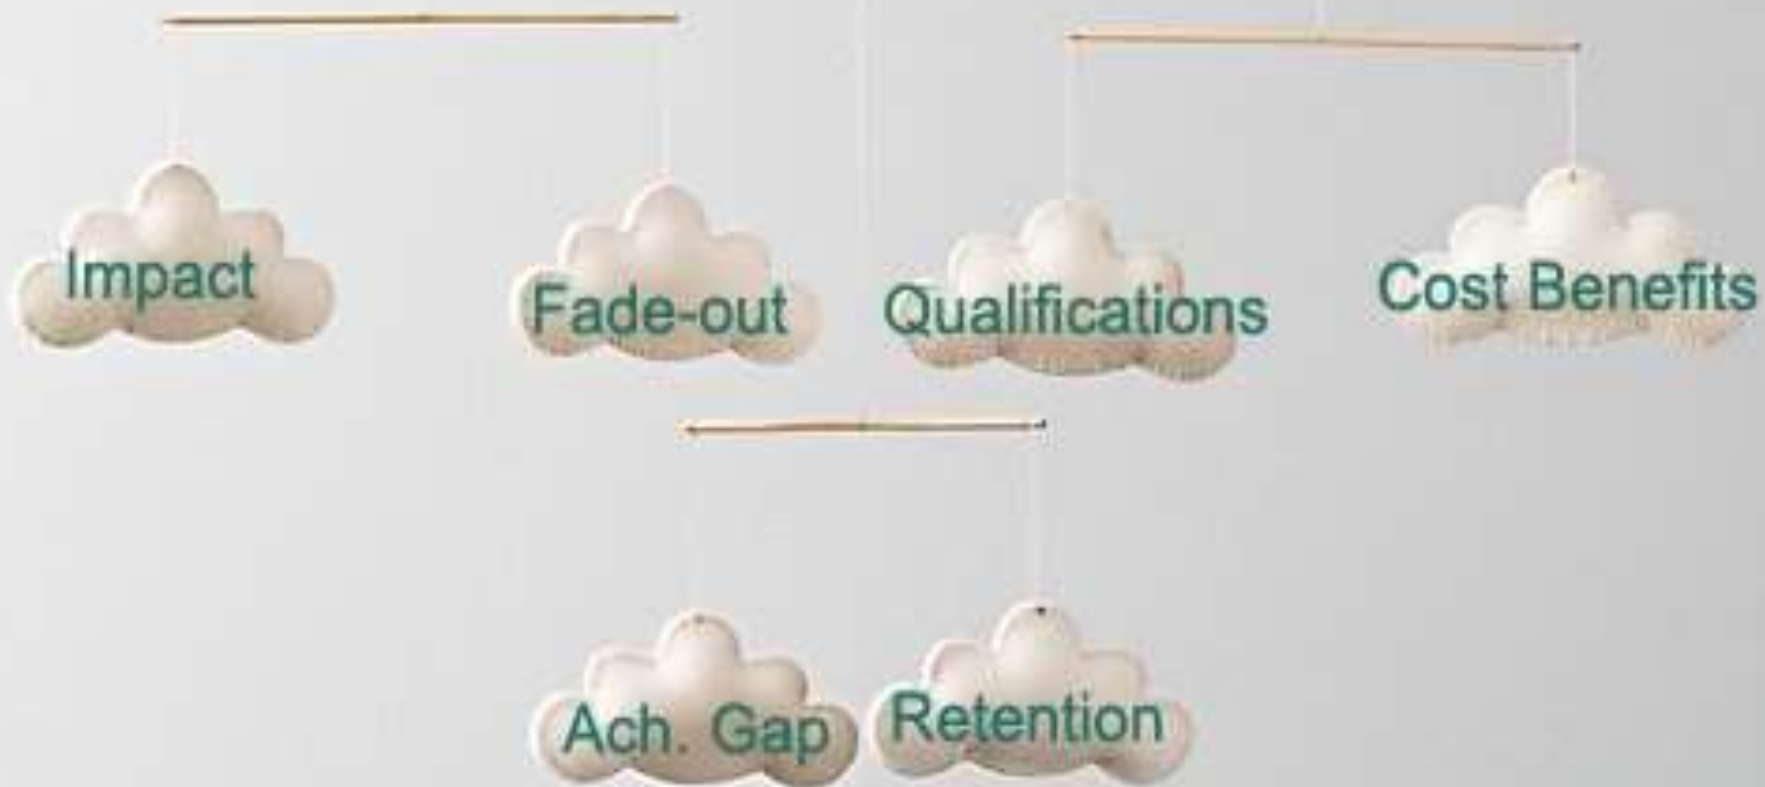 Impact
Fade-out
Qualifications
Cost Benefits
Ach. Gap
Retention